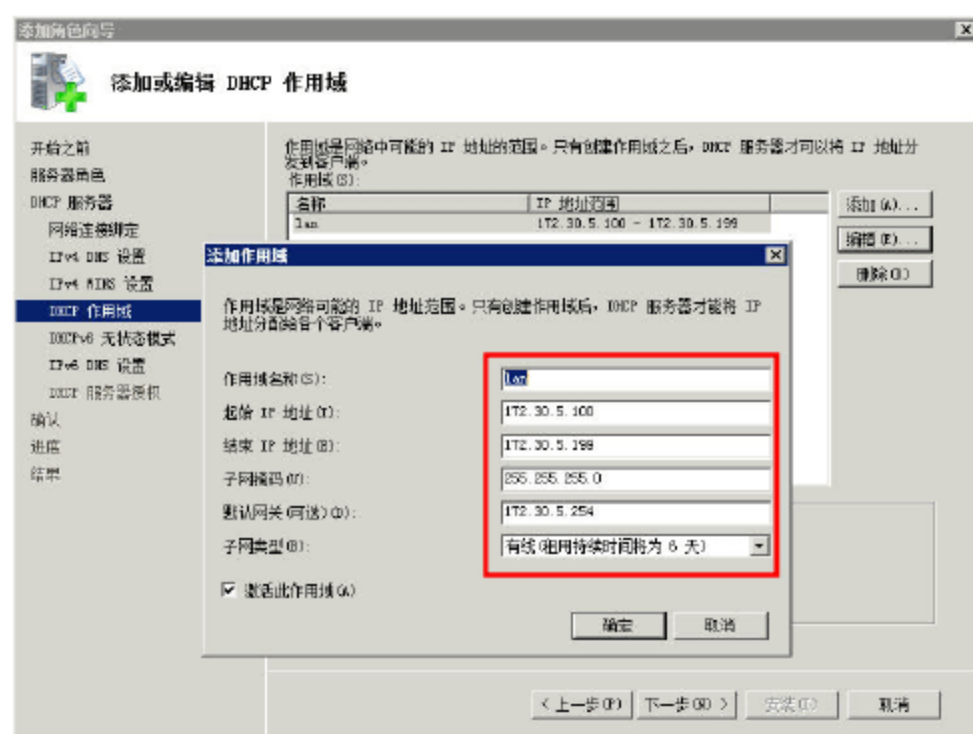 添加角色向导
添加或编辑 DHCP 作用域
开始之前
服务器角色
DHCP 服务器
网络连接绑定
IPv4 DNS 设置
IPv4 WINS 设置
DHCP 作用域
DHCPv6 无状态模式
IPv6 DNS 设置
DHCP 服务器授权
确认
进度
结果
作用域是网络中可能的 IP 地址的范围。只有创建作用域之后，DHCP 服务器才可以将 IP 地址分
发到客户端。
作用域(S):
名称 IP 地址范围
lan 172.30.5.100 - 172.30.5.199
添加(A)...
编辑(E)...
删除(D)
添加作用域
作用域是网络可能的 IP 地址范围。只有创建作用域后，DHCP 服务器才能将 IP
地址分配给各个客户端。
作用域名称(S): lan
起始 IP 地址(T): 172.30.5.100
结束 IP 地址(E): 172.30.5.199
子网掩码(U): 255.255.255.0
默认网关(可选)(D): 172.30.5.254
子网类型(B): 有线(租用持续时间将为 6 天)
激活此作用域(A)
确定 取消
< 上一步(P) 下一步(N) > 安装(I) 取消